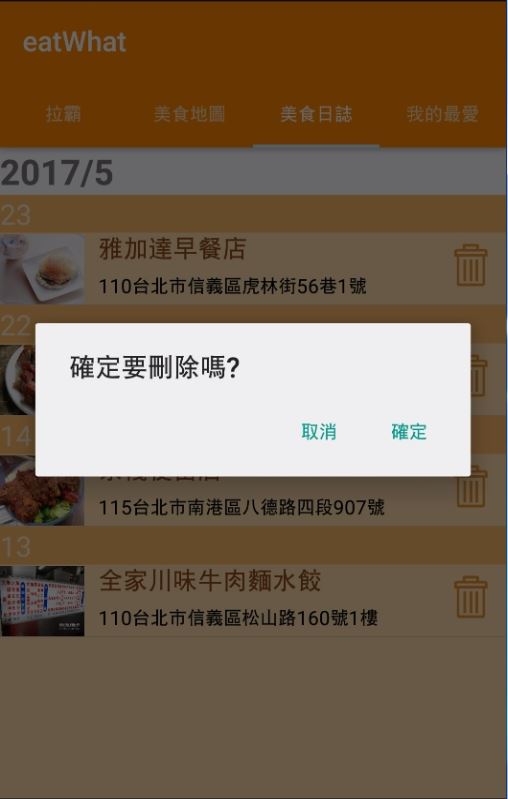 eatWhat
拉霸 美食地圖 美食日誌 我的最愛
2017/5
23
雅加達早餐店
110台北市信義區虎林街56巷1號
22
確定要刪除嗎?
取消 確定
14
115台北市南港區八德路四段907號
13
全家川味牛肉麵水餃
110台北市信義區松山路160號1樓